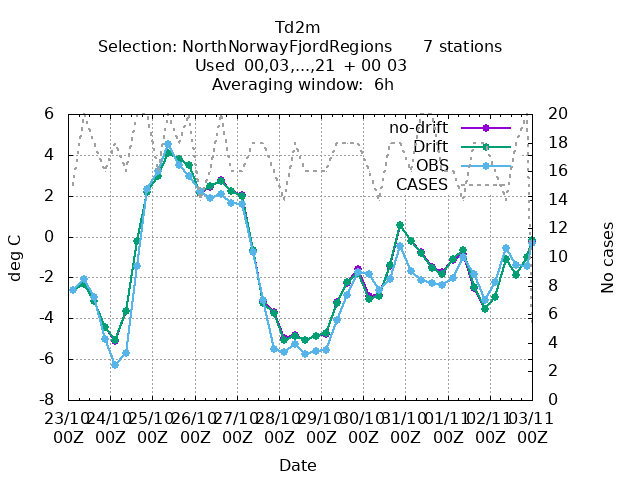 Td2m
Selection: NorthNorwayFjordRegions 7 stations
Used 00,03,...,21 + 00 03
Averaging window: 6h
6
4
2
0
-2
-4
-6
-8
deg C
20
18
16
14
12
10
8
6
4
2
0
No cases
no-drift
Drift
OBS
CASES
23/10 24/10 25/10 26/10 27/10 28/10 29/10 30/10 31/10 01/11 02/11 03/11
00Z 00Z 00Z 00Z 00Z 00Z 00Z 00Z 00Z 00Z 00Z 00Z
Date